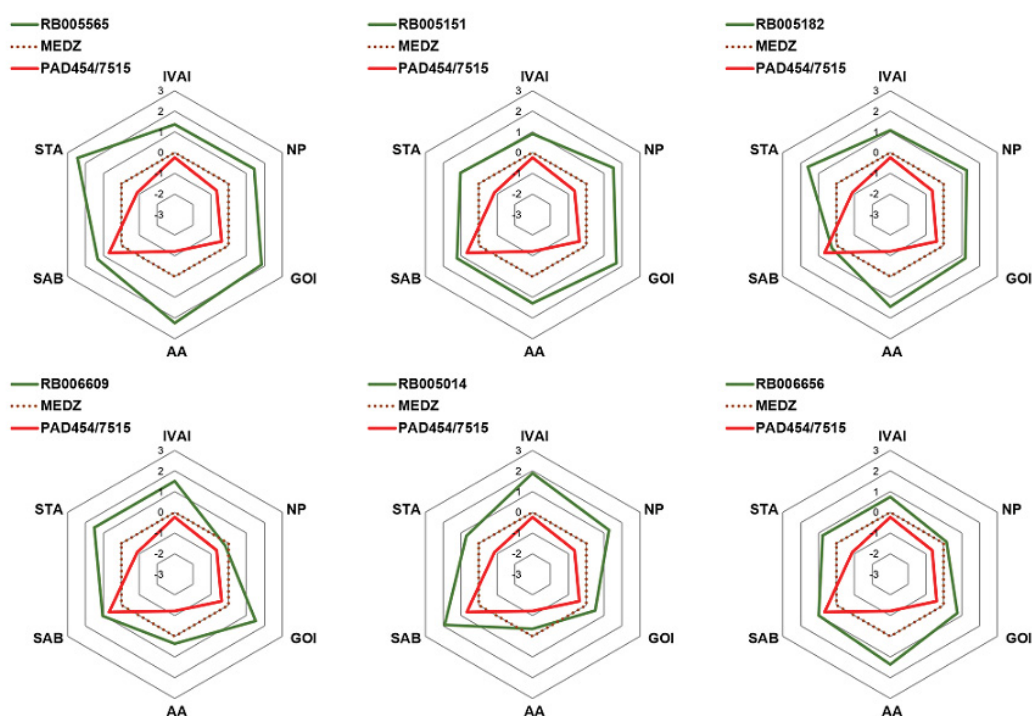 RB005565
MEDZ
PAD454/7515
IVAI
3
2
1
0
-1
-2
-3
STA
NP
SAB
GOI
AA
RB005151
MEDZ
PAD454/7515
IVAI
3
2
1
0
-1
-2
-3
STA
NP
SAB
GOI
AA
RB005182
MEDZ
PAD454/7515
IVAI
3
2
1
0
-1
-2
-3
STA
NP
SAB
GOI
AA
RB006609
MEDZ
PAD454/7515
IVAI
3
2
1
0
-1
-2
-3
STA
NP
SAB
GOI
AA
RB005014
MEDZ
PAD454/7515
IVAI
3
2
1
0
-1
-2
-3
STA
NP
SAB
GOI
AA
RB006656
MEDZ
PAD454/7515
IVAI
3
2
1
0
-1
-2
-3
STA
NP
SAB
GOI
AA